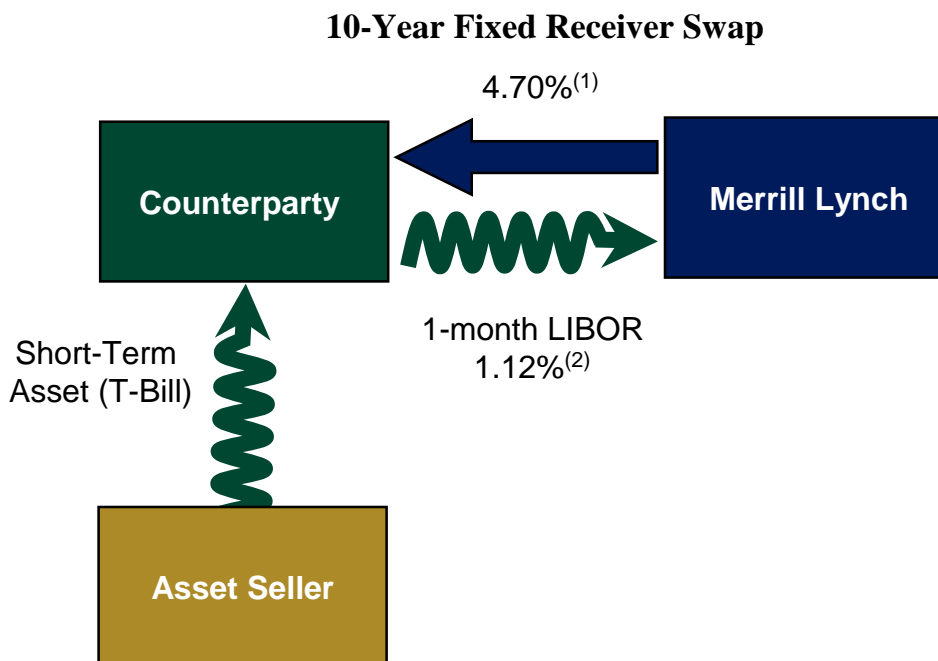 10-Year Fixed Receiver Swap
4.70%(1)
Counterparty
Merrill Lynch
1-month LIBOR
1.12%(2)
Short-Term
Asset (T-Bill)
Asset Seller